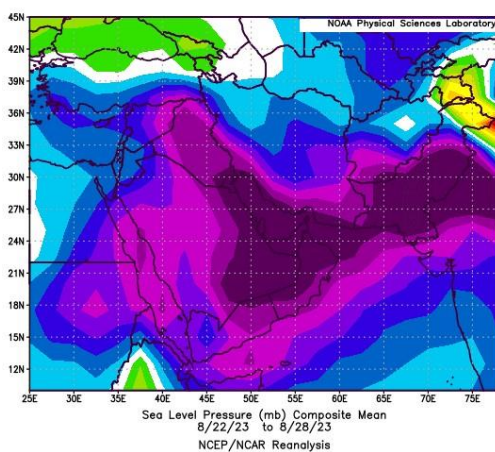 NOAA Physical Sciences Laboratory
45N
42N
39N
36N
33N
30N
27N
24N
21N
18N
15N
12N
25E 30E 35E 40E 45E 50E 55E 60E 65E 70E 75E
Sea Level Pressure (mb) Composite Mean
8/22/23 to 8/28/23
NCEP/NCAR Reanalysis